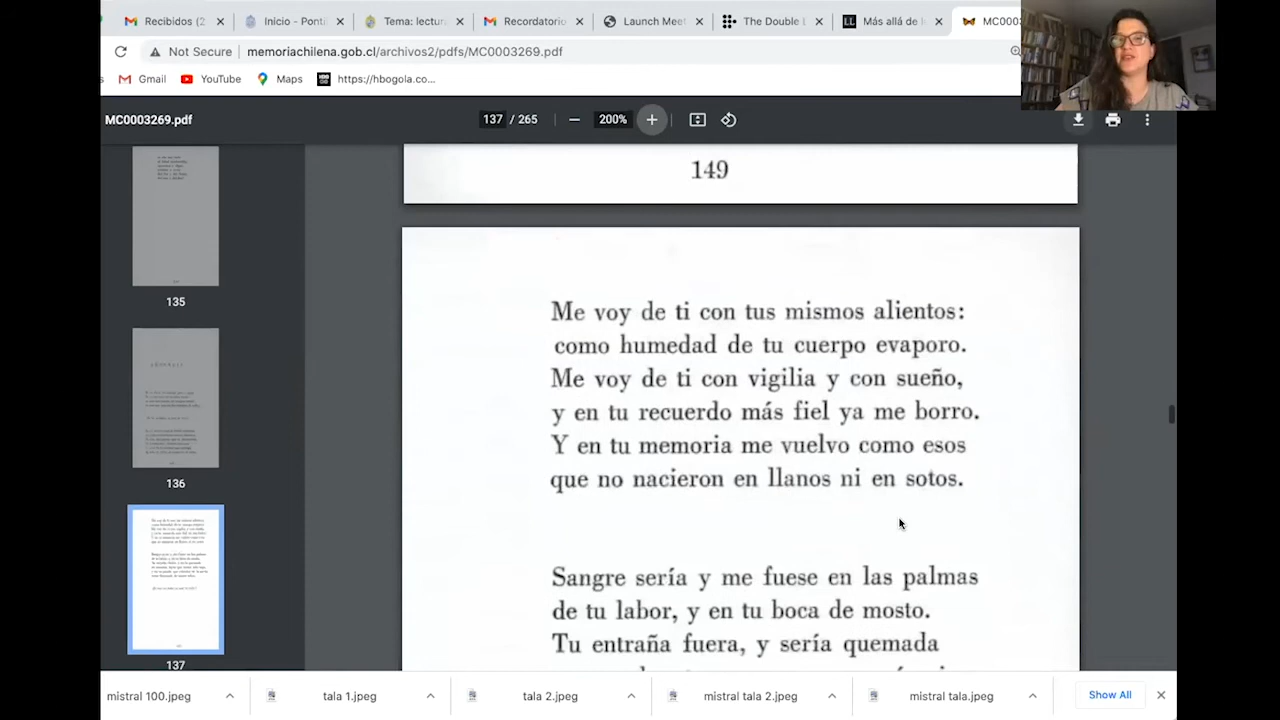 Recibidos (2
Inicio - Pont
Tema: lectur
Recordatorio
Launch Meet
The Double L
Más allá de l
MC0003
Not Secure
memoriachilena.gob.cl/archivos2/pdfs/MC0003269.pdf
s
Gmail
YouTube
Maps
https://hbogola.co...
MC0003269.pdf
137 / 265
200%
149
135
136
137
Me voy de ti con tus mismos alientos:
como humedad de tu cuerpo evaporo.
Me voy de ti con vigilia y con sueño,
y en tu recuerdo más fiel ya me borro.
Y en tu memoria me vuelvo como esos
que no nacieron en llanos ni en sotos.
Sangre sería y me fuese en las palmas
de tu labor, y en tu boca de mosto.
Tu entraña fuera, y sería quemada
mistral 100.jpeg
tala 1.jpeg
tala 2.jpeg
mistral tala 2.jpeg
mistral tala.jpeg
Show All